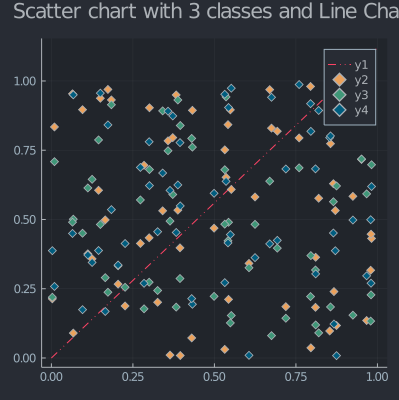 Scatter chart with 3 classes and Line Cha
y1
y2
y3
y4
1.00
0.75
0.50
0.25
0.00
0.00 0.25 0.50 0.75 1.00